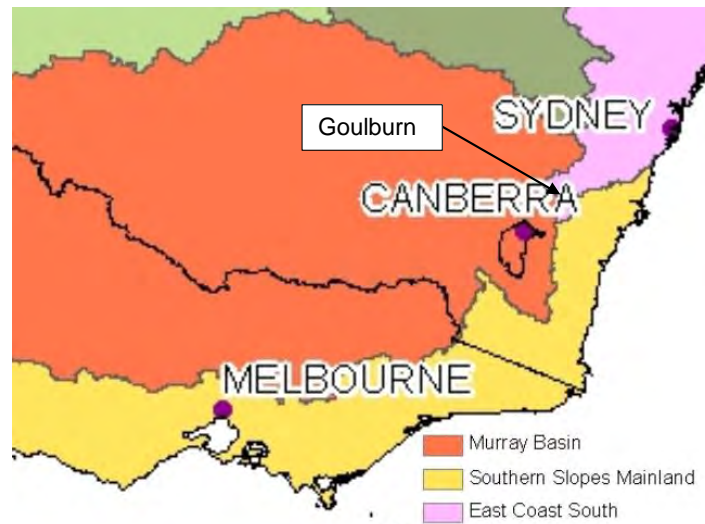 SYDNEY
Goulburn
CANBERRA
MELBOURNE
Murray Basin
Southern Slopes Mainland
East Coast South